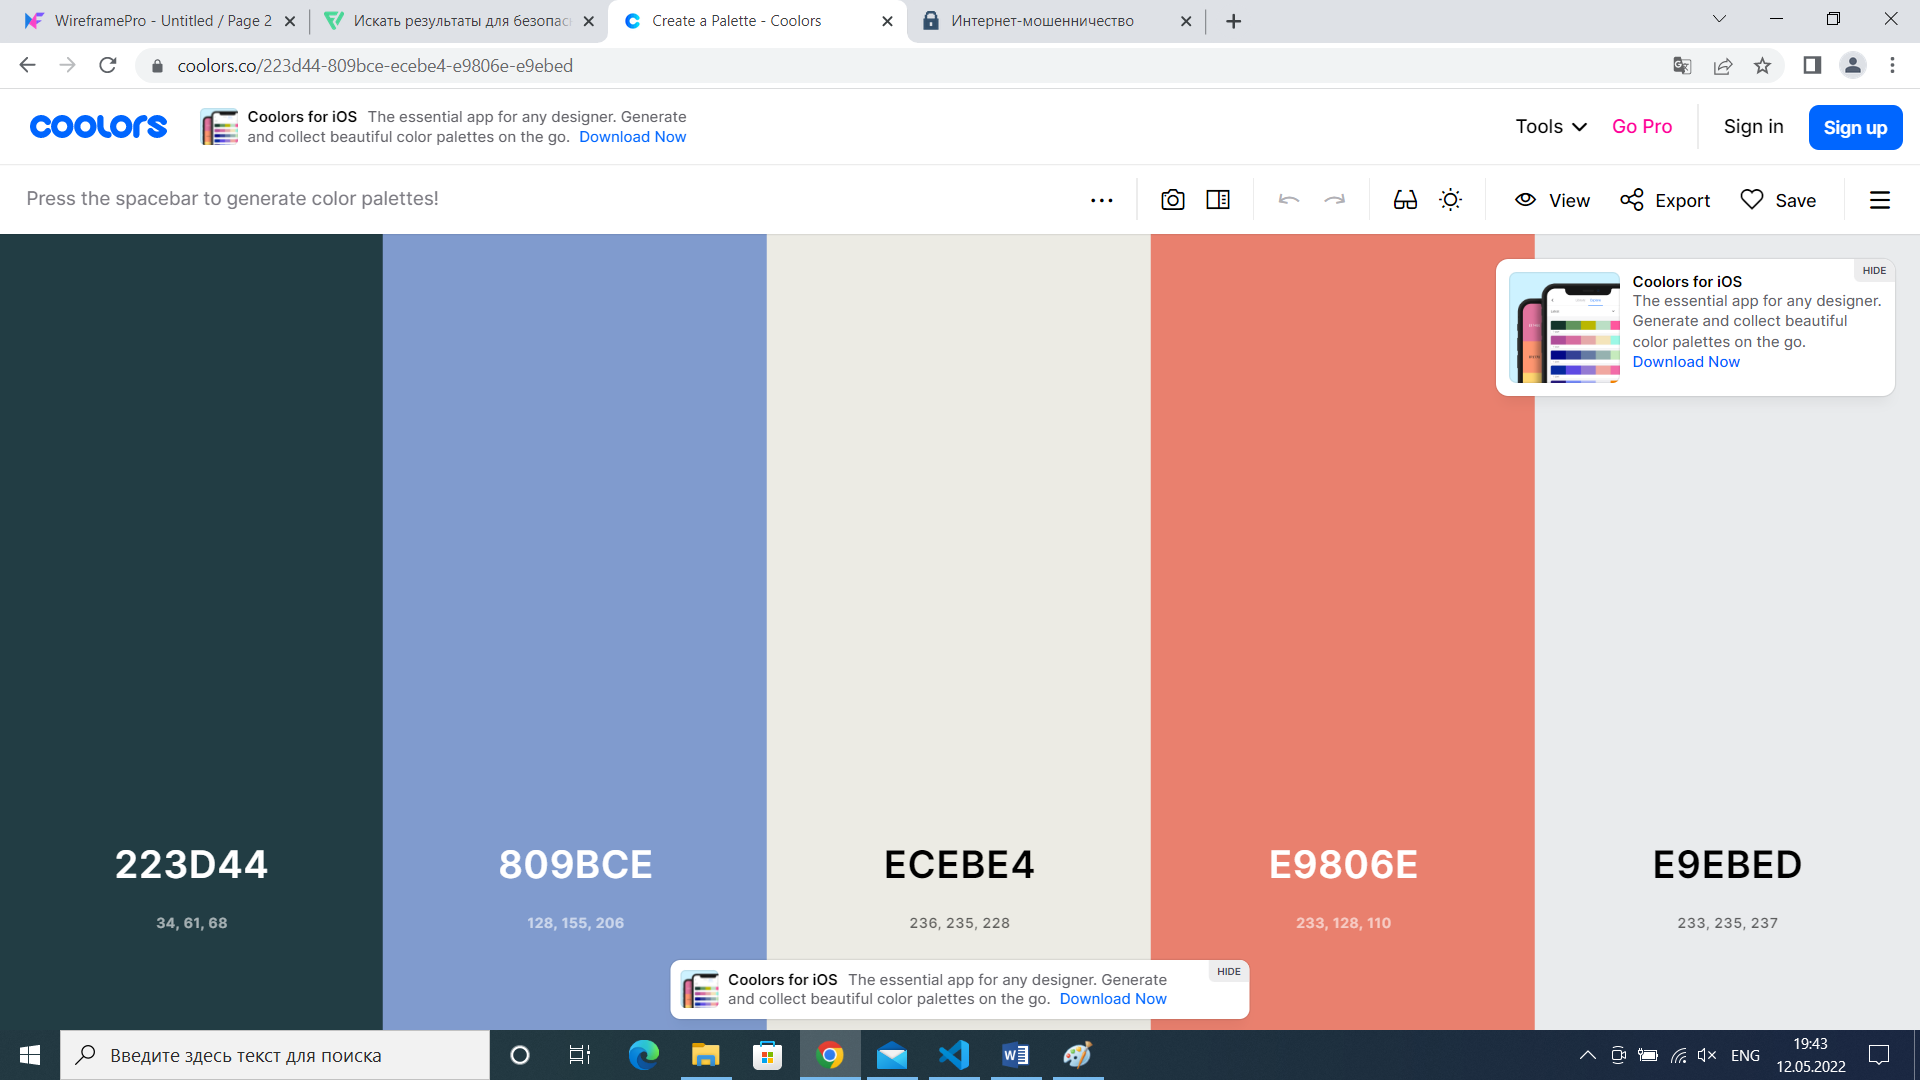 WireframePro - Untitled / Page 2
Искать результаты для безопас
Create a Palette - Coolors
Интернет-мошенничество
coolors.co/223d44-809bce-ecebe4-e9806e-e9ebed
coolors
Coolors for iOS The essential app for any designer. Generate
and collect beautiful color palettes on the go. Download Now
Tools
Go Pro
Sign in
Sign up
Press the spacebar to generate color palettes!
View
Export
Save
HIDE
Coolors for iOS
The essential app for any designer.
Generate and collect beautiful
color palettes on the go.
Download Now
223D44
809BCE
ECEBE4
E9806E
E9EBED
34, 61, 68
128, 155, 206
236, 235, 228
233, 128, 110
233, 235, 237
HIDE
Coolors for iOS The essential app for any designer. Generate
and collect beautiful color palettes on the go. Download Now
Введите здесь текст для поиска
ENG
19:43
12.05.2022